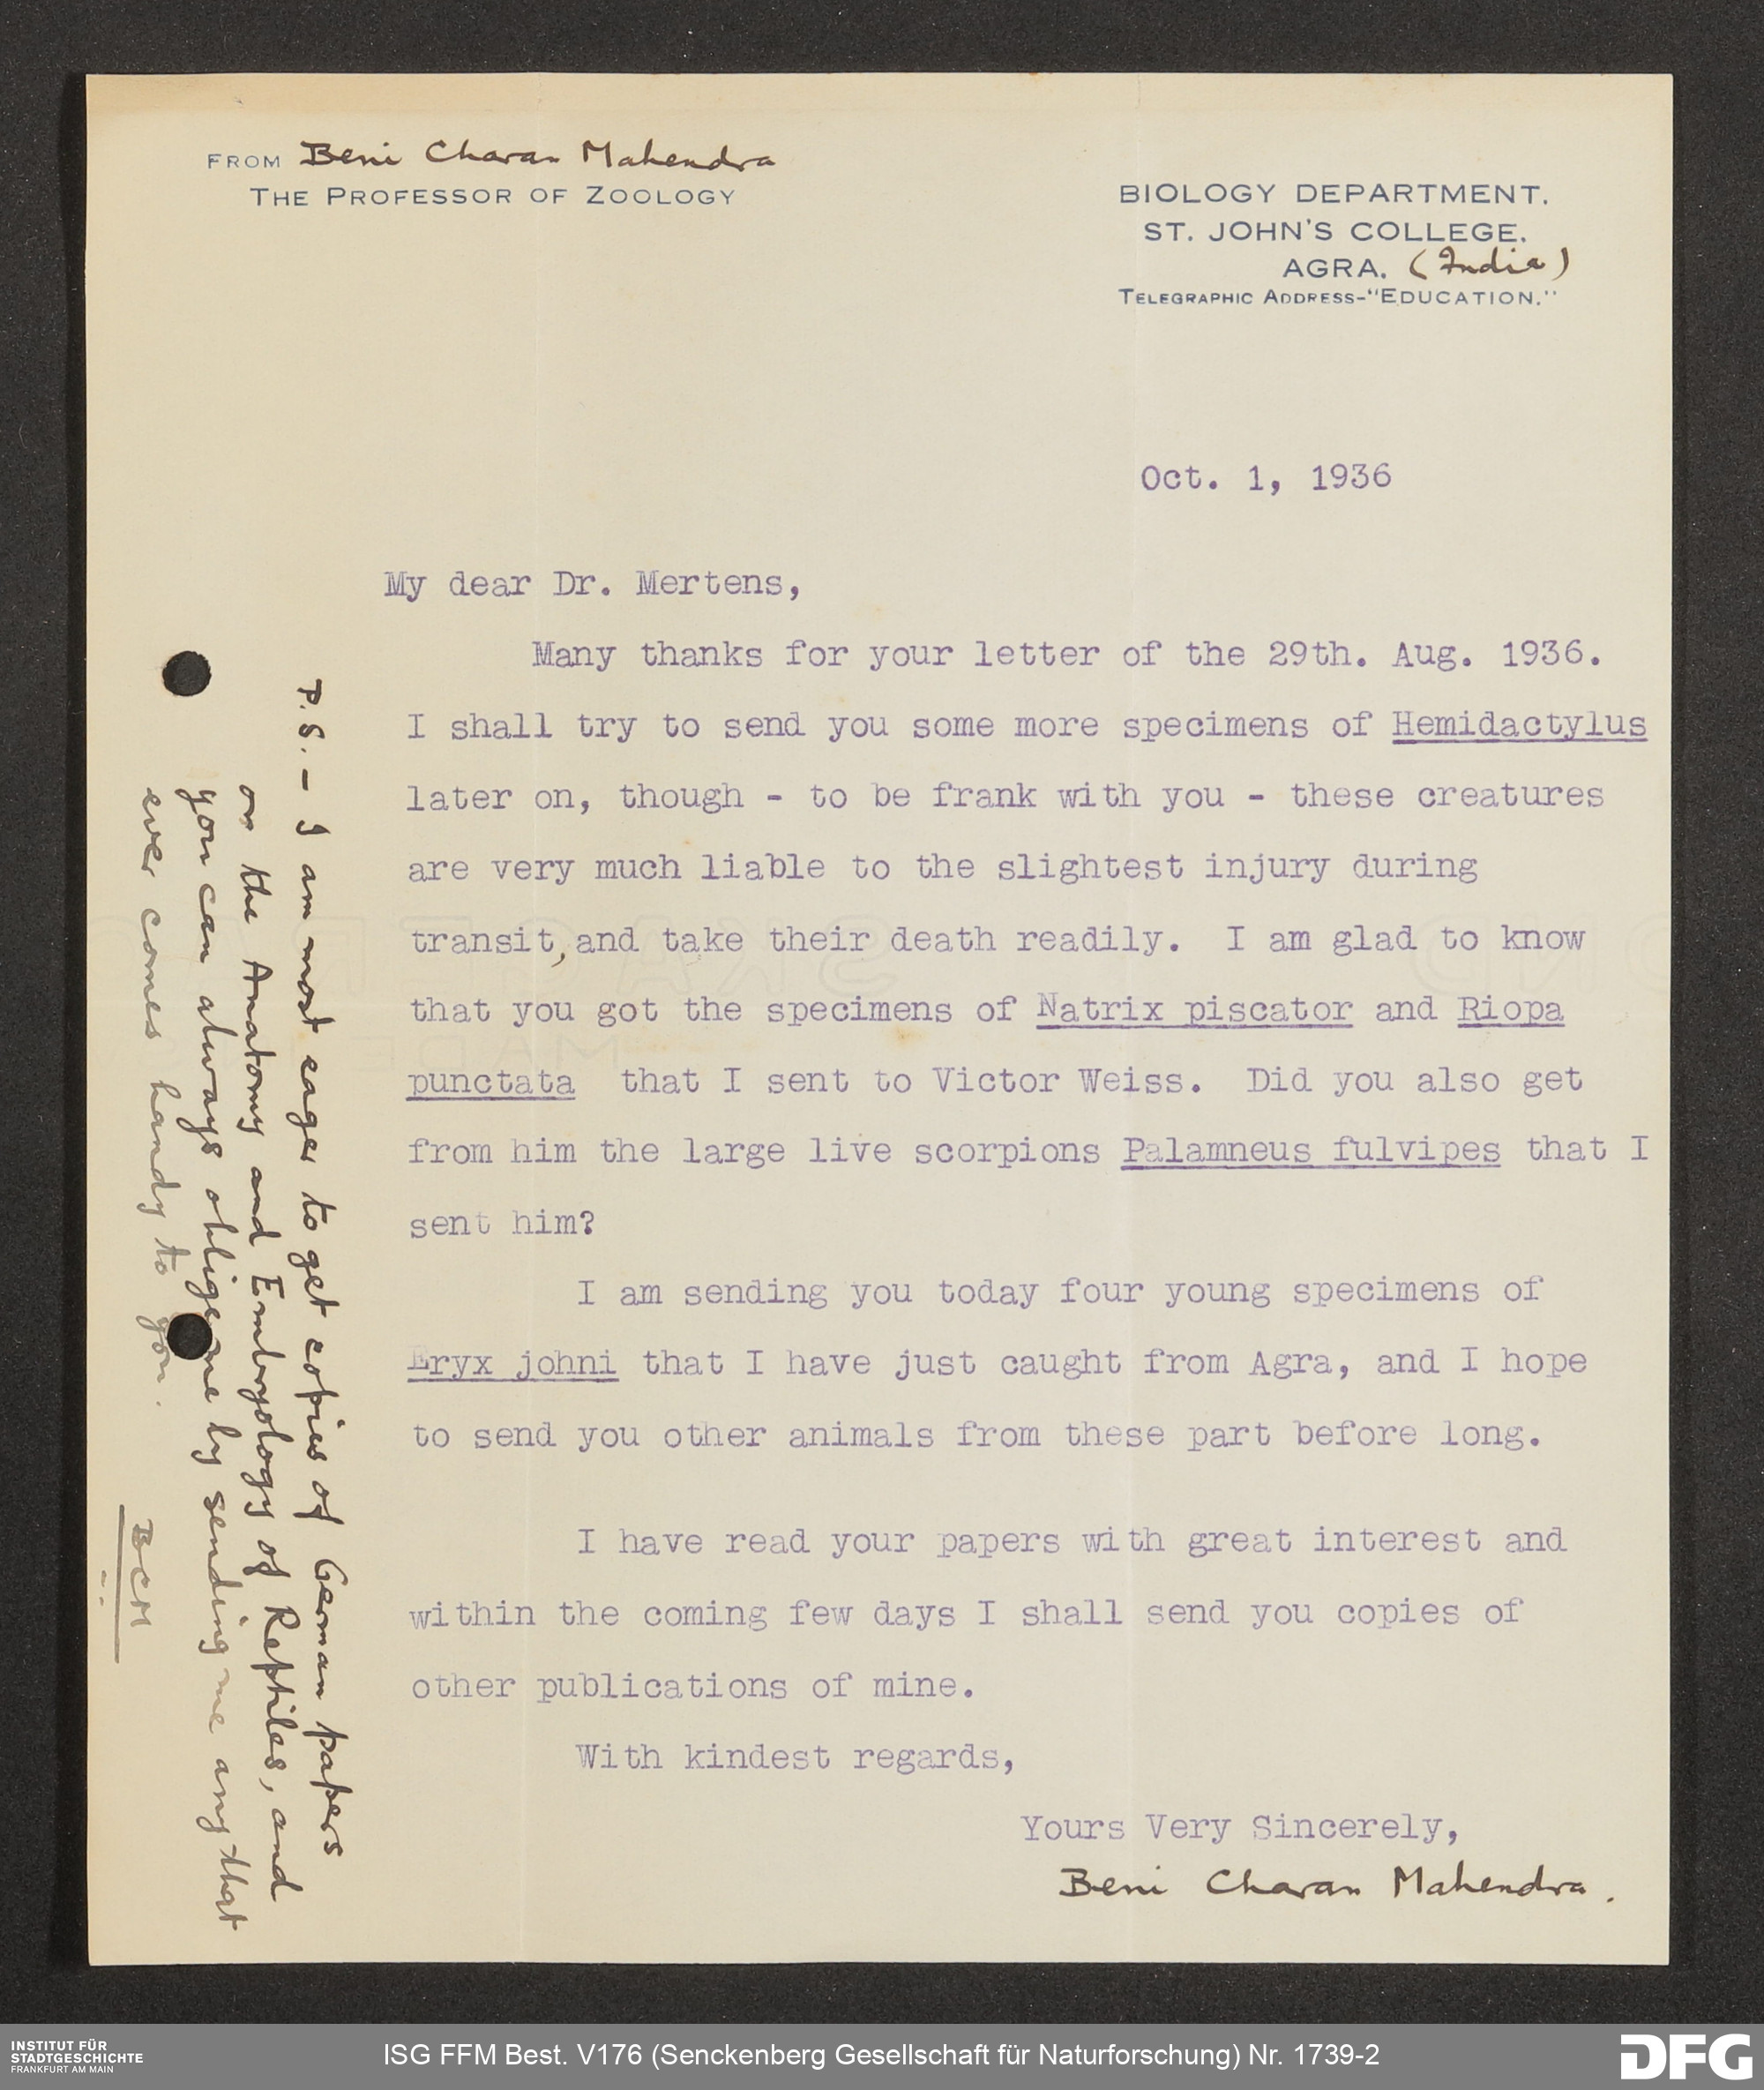 FROM Beni Charan Mahendra
THE PROFESSOR OF ZOOLOGY
BIOLOGY DEPARTMENT.
ST. JOHN'S COLLEGE.
AGRA. (India)
TELEGRAPHIC ADDRESS-"EDUCATION."
Oct. 1, 1936
My dear Dr. Mertens,
Many thanks for your letter of the 29th. Aug. 1936.
I shall try to send you some more specimens of Hemidactylus
later on, though - to be frank with you - these creatures
are very much liable to the slightest injury during
transit, and take their death readily. I am glad to know
that you got the specimens of Natrix piscator and Riopa
punctata that I sent to Victor Weiss. Did you also get
from him the large live scorpions Palamneus fulvipes that I
sent him?
I am sending you today four young specimens of
Eryx johni that I have just caught from Agra, and I hope
to send you other animals from these part before long.
I have read your papers with great interest and
within the coming few days I shall send you copies of
other publications of mine.
With kindest regards,
Yours Very Sincerely,
Beni Charan Mahendra.
P.S. - I am most eager to get copies of German papers
on the Anatomy and Embryology of Reptiles, and
you can always oblige me by sending me any that
ever comes handy to you.
BCM
INSTITUT FÜR
STADTGESCHICHTE
FRANKFURT AM MAIN
ISG FFM Best. V176 (Senckenberg Gesellschaft für Naturforschung) Nr. 1739-2
DFG